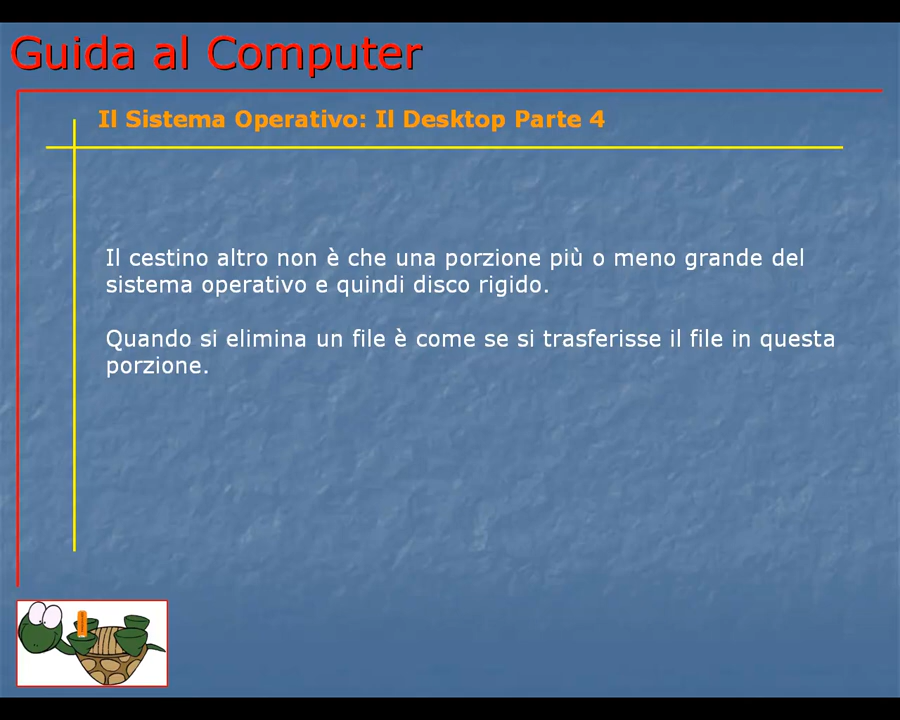 Guida al Computer
Il Sistema Operativo: Il Desktop Parte 4
Il cestino altro non è che una porzione più o meno grande del
sistema operativo e quindi disco rigido.
Quando si elimina un file è come se si trasferisse il file in questa
porzione.